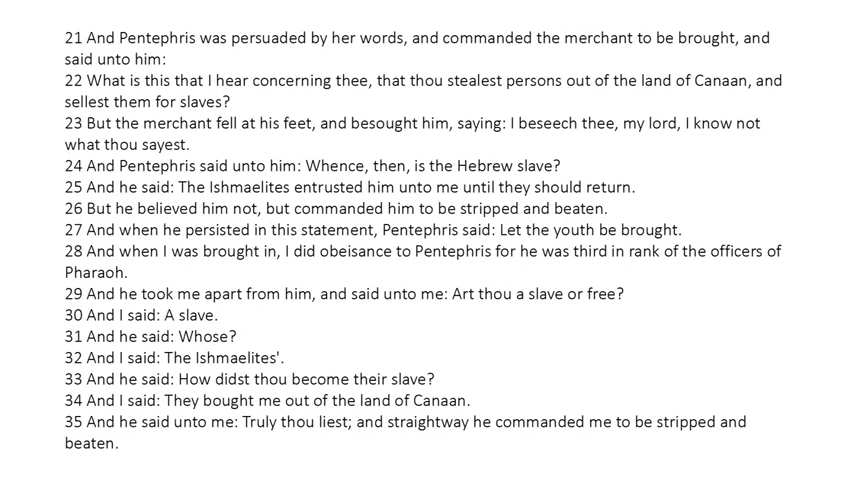 21 And Pentephris was persuaded by her words, and commanded the merchant to be brought, and
said unto him:
22 What is this that I hear concerning thee, that thou stealest persons out of the land of Canaan, and
sellest them for slaves?
23 But the merchant fell at his feet, and besought him, saying: I beseech thee, my lord, I know not
what thou sayest.
24 And Pentephris said unto him: Whence, then, is the Hebrew slave?
25 And he said: The Ishmaelites entrusted him unto me until they should return.
26 But he believed him not, but commanded him to be stripped and beaten.
27 And when he persisted in this statement, Pentephris said: Let the youth be brought.
28 And when I was brought in, I did obeisance to Pentephris for he was third in rank of the officers of
Pharaoh.
29 And he took me apart from him, and said unto me: Art thou a slave or free?
30 And I said: A slave.
31 And he said: Whose?
32 And I said: The Ishmaelites'.
33 And he said: How didst thou become their slave?
34 And I said: They bought me out of the land of Canaan.
35 And he said unto me: Truly thou liest; and straightway he commanded me to be stripped and
beaten.